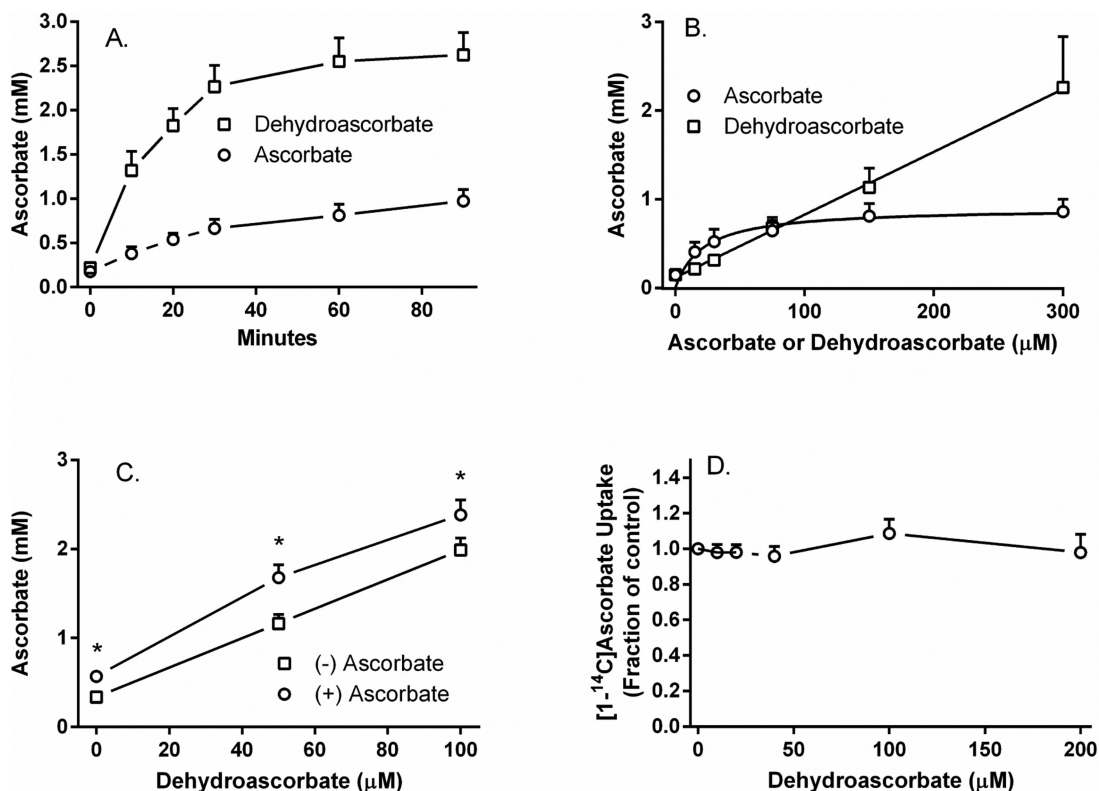 A.
Ascorbate (mM)
3.0
2.5
2.0
1.5
1.0
0.5
0.0
Dehydroascorbate
Ascorbate
0 20 40 60 80
Minutes
B.
Ascorbate (mM)
3
2
1
0
Ascorbate
Dehydroascorbate
0 100 200 300
Ascorbate or Dehydroascorbate (μM)
C.
Ascorbate (mM)
3
2
1
0
*
*
*
(-) Ascorbate
(+) Ascorbate
0 20 40 60 80 100
Dehydroascorbate (μM)
D.
[1-¹⁴C]Ascorbate Uptake
(Fraction of control)
1.4
1.2
1.0
0.8
0.6
0.4
0.2
0.0
0 50 100 150 200
Dehydroascorbate (μM)